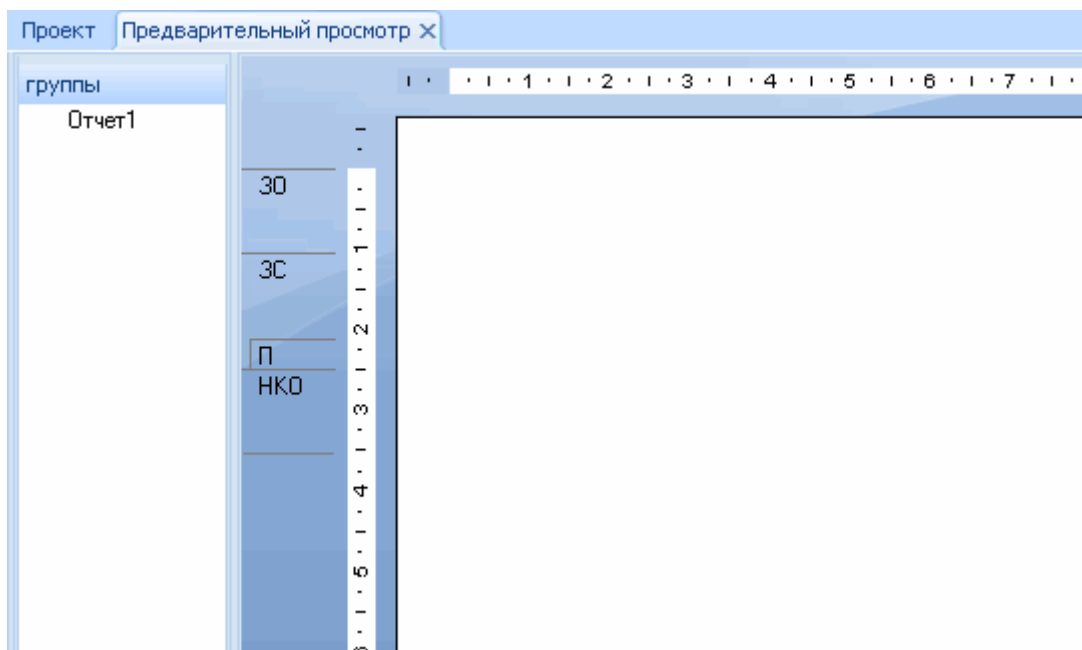 Проект Предварительный просмотр
группы
Отчет1
1 2 3 4 5 6 7
ЗО
ЗС
П
НКО
1
2
3
4
5